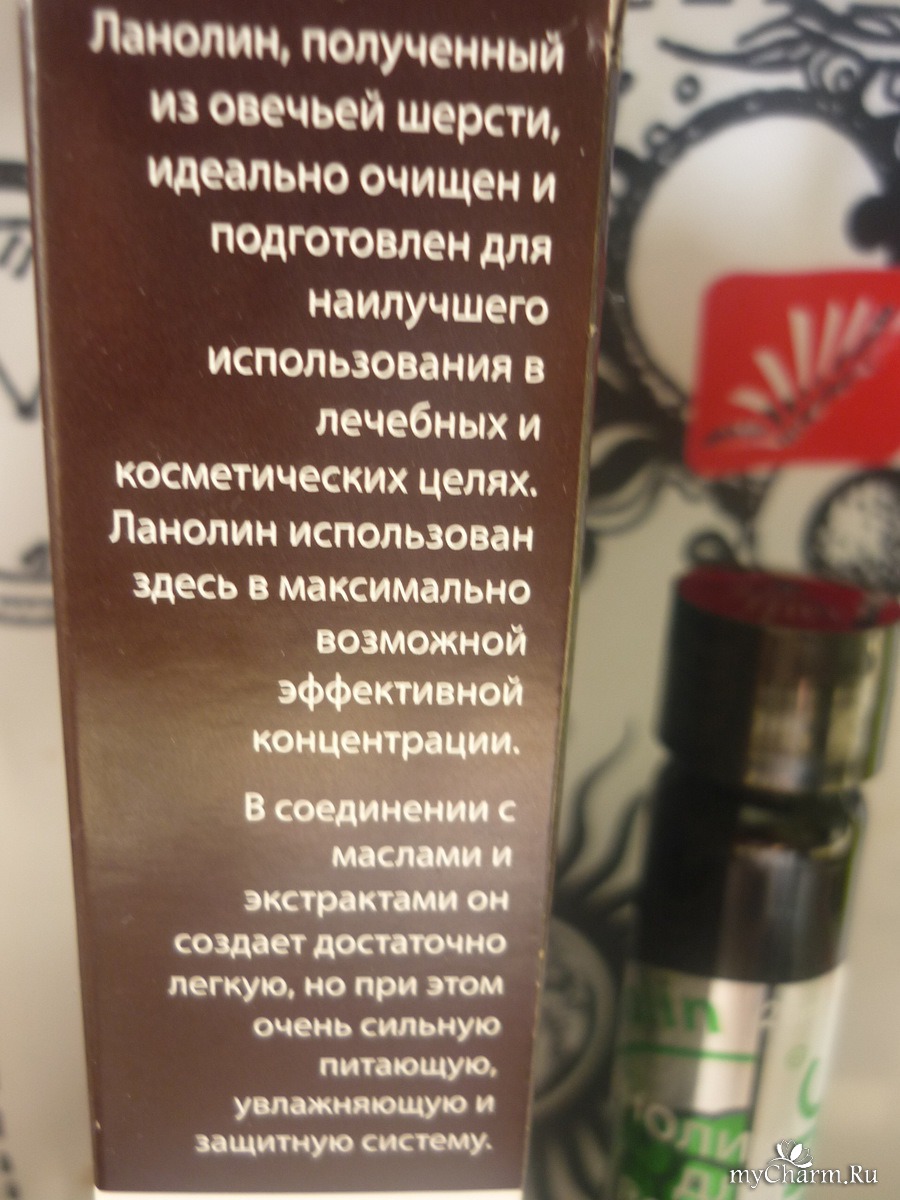 Ланолин, полученный
из овечьей шерсти,
идеально очищен и
подготовлен для
наилучшего
использования в
лечебных и
косметических целях.
Ланолин использован
здесь в максимально
возможной
эффективной
концентрации.
В соединении с
маслами и
экстрактами он
создает достаточно
легкую, но при этом
очень сильную
питающую,
увлажняющую и
защитную систему.
myCharm.Ru